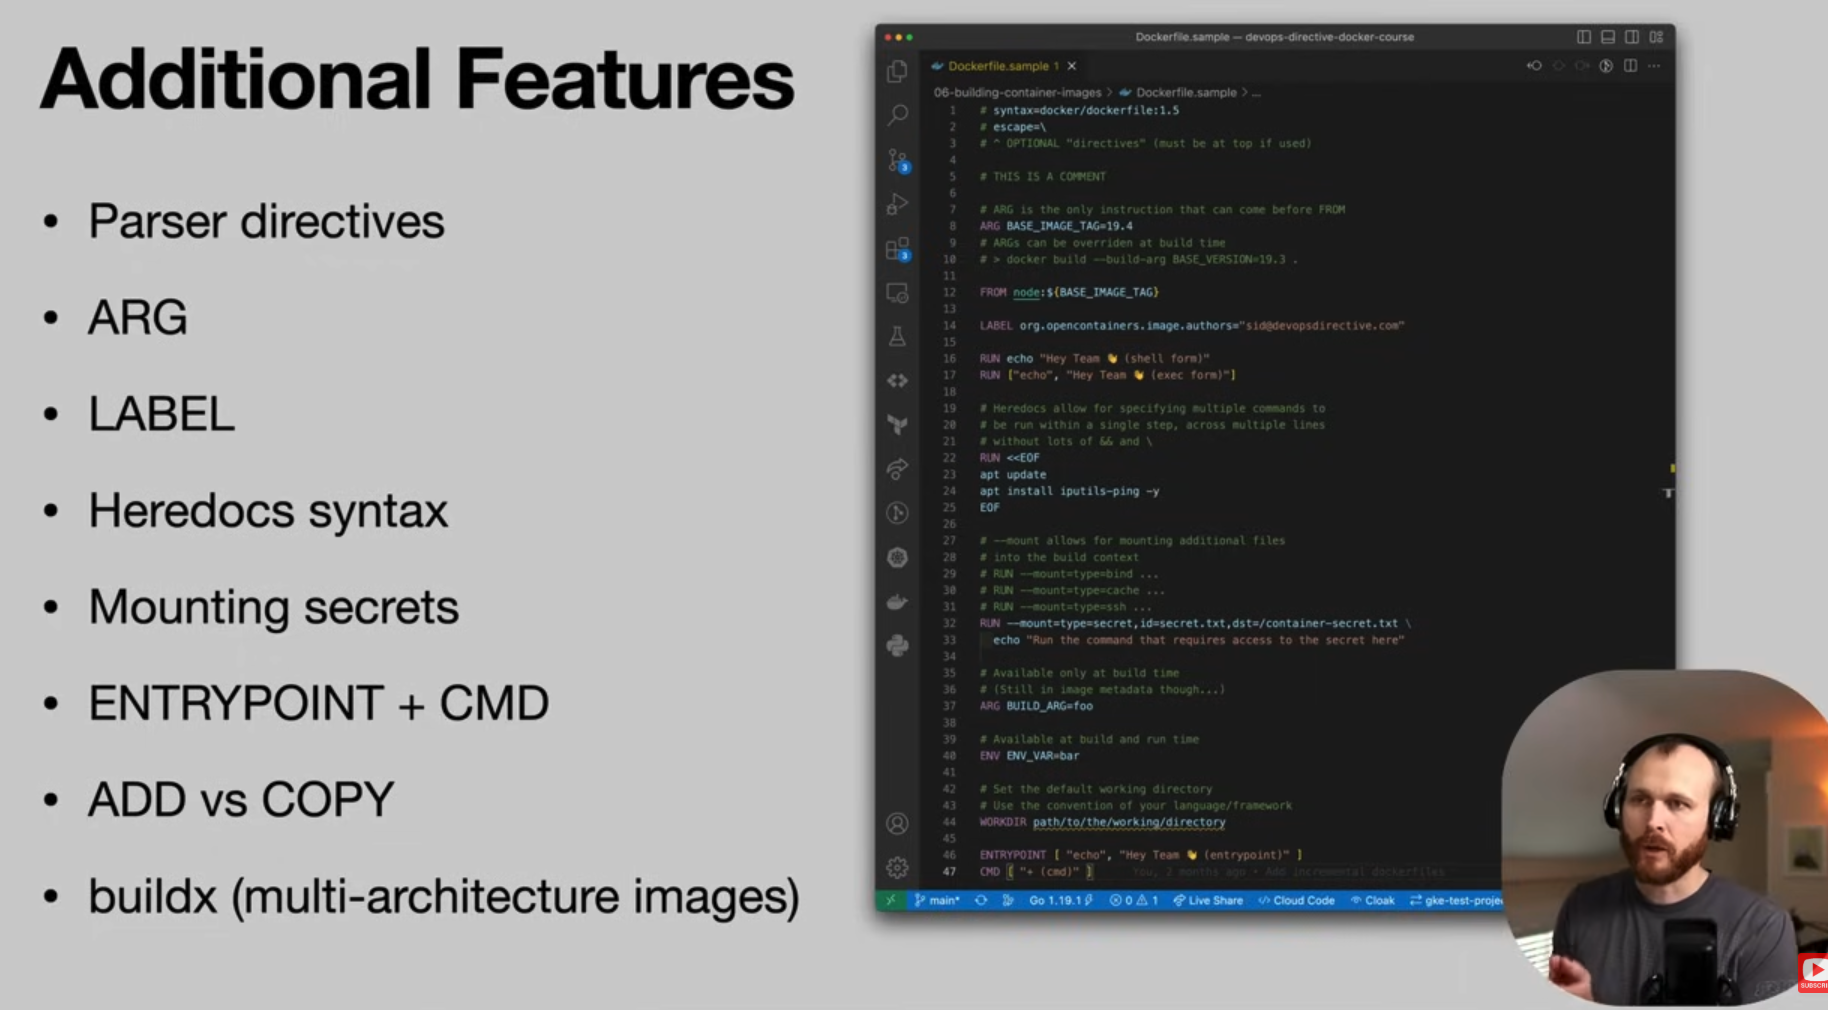 Additional Features
• Parser directives
• ARG
• LABEL
• Heredocs syntax
• Mounting secrets
• ENTRYPOINT + CMD
• ADD vs COPY
• buildx (multi-architecture images)
Dockerfile.sample — devops-directive-docker-course
Dockerfile.sample 1
06-building-container-images > Dockerfile.sample > ...
3
3
1 # syntax=docker/dockerfile:1.5
2 # escape=\
3 # ^ OPTIONAL "directives" (must be at top if used)
4
5 # THIS IS A COMMENT
6
7 # ARG is the only instruction that can come before FROM
8 ARG BASE_IMAGE_TAG=19.4
9 # ARGs can be overriden at build time
10 # > docker build --build-arg BASE_VERSION=19.3 .
11
12 FROM node:${BASE_IMAGE_TAG}
13
14 LABEL org.opencontainers.image.authors="sid@devopsdirective.com"
15
16 RUN echo "Hey Team 👋 (shell form)"
17 RUN ["echo", "Hey Team 👋 (exec form)"]
18
19 # Heredocs allow for specifying multiple commands to
20 # be run within a single step, across multiple lines
21 # without lots of && and \
22 RUN <<EOF
23 apt update
24 apt install iputils-ping -y
25 EOF
26
27 # --mount allows for mounting additional files
28 # into the build context
29 # RUN --mount=type=bind ...
30 # RUN --mount=type=cache ...
31 # RUN --mount=type=ssh ...
32 RUN --mount=type=secret,id=secret.txt,dst=/container-secret.txt \
33 echo "Run the command that requires access to the secret here"
34
35 # Available only at build time
36 # (Still in image metadata though...)
37 ARG BUILD_ARG=foo
38
39 # Available at build and run time
40 ENV ENV_VAR=bar
41
42 # Set the default working directory
43 # Use the convention of your language/framework
44 WORKDIR path/to/the/working/directory
45
46 ENTRYPOINT [ "echo", "Hey Team 👋 (entrypoint)" ]
47 CMD [ "+ (cmd)" ] You, 2 months ago • Add incremental dockerfiles
main* Go 1.19.1 0 1 Live Share Cloud Code Cloak gke-test-proje
SUBSCRI